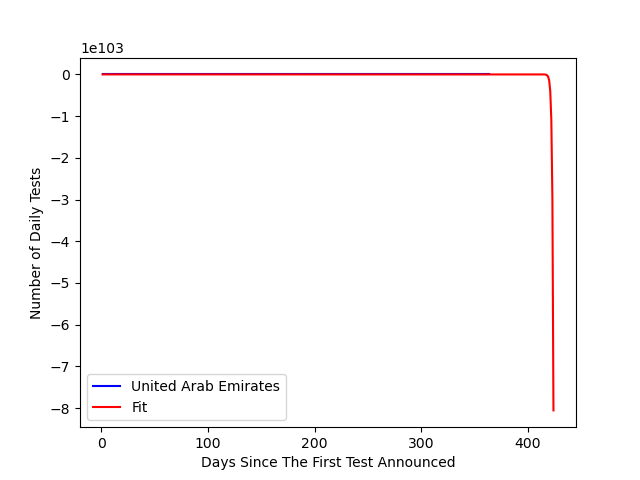 1e103
0
−1
−2
−3
−4
−5
−6
−7
−8
Number of Daily Tests
United Arab Emirates
Fit
0 100 200 300 400
Days Since The First Test Announced